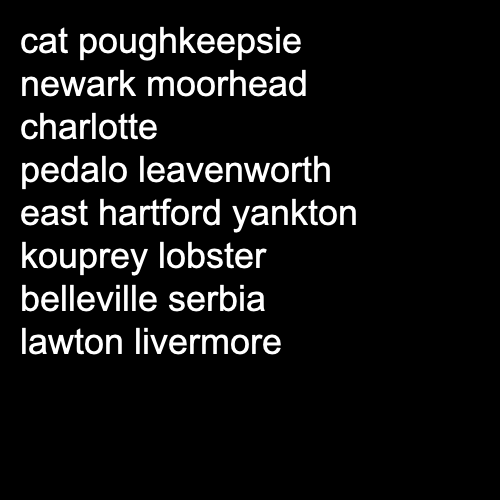 cat poughkeepsie
newark moorhead
charlotte
pedalo leavenworth
east hartford yankton
kouprey lobster
belleville serbia
lawton livermore